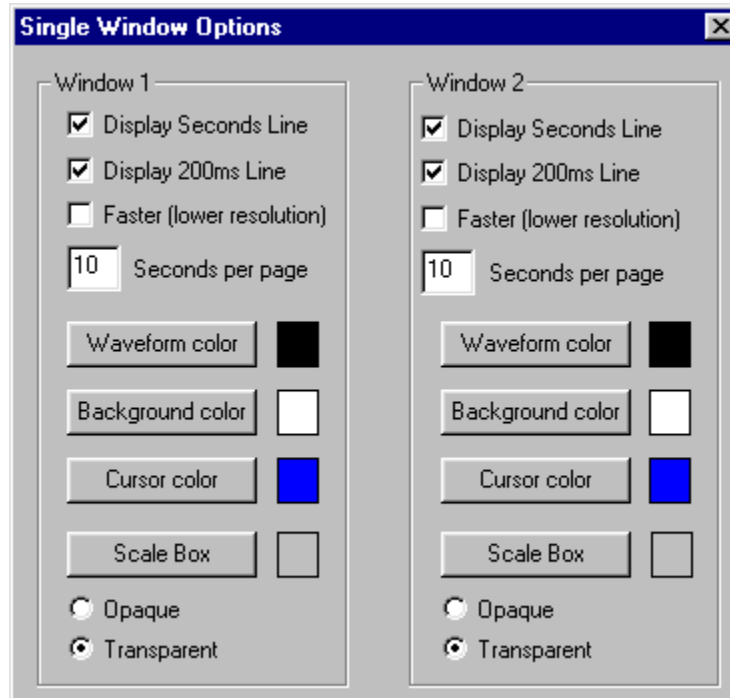 Single Window Options
Window 1
Display Seconds Line
Display 200ms Line
Faster (lower resolution)
10 Seconds per page
Waveform color
Background color
Cursor color
Scale Box
Opaque
Transparent
Window 2
Display Seconds Line
Display 200ms Line
Faster (lower resolution)
10 Seconds per page
Waveform color
Background color
Cursor color
Scale Box
Opaque
Transparent